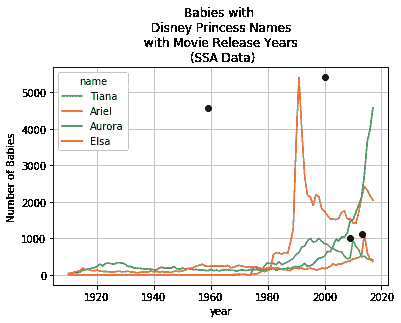 Babies with
Disney Princess Names
with Movie Release Years
(SSA Data)
name
Tiana
Ariel
Aurora
Elsa
Number of Babies
5000
4000
3000
2000
1000
0
1920
1940
1960
1980
2000
2020
year